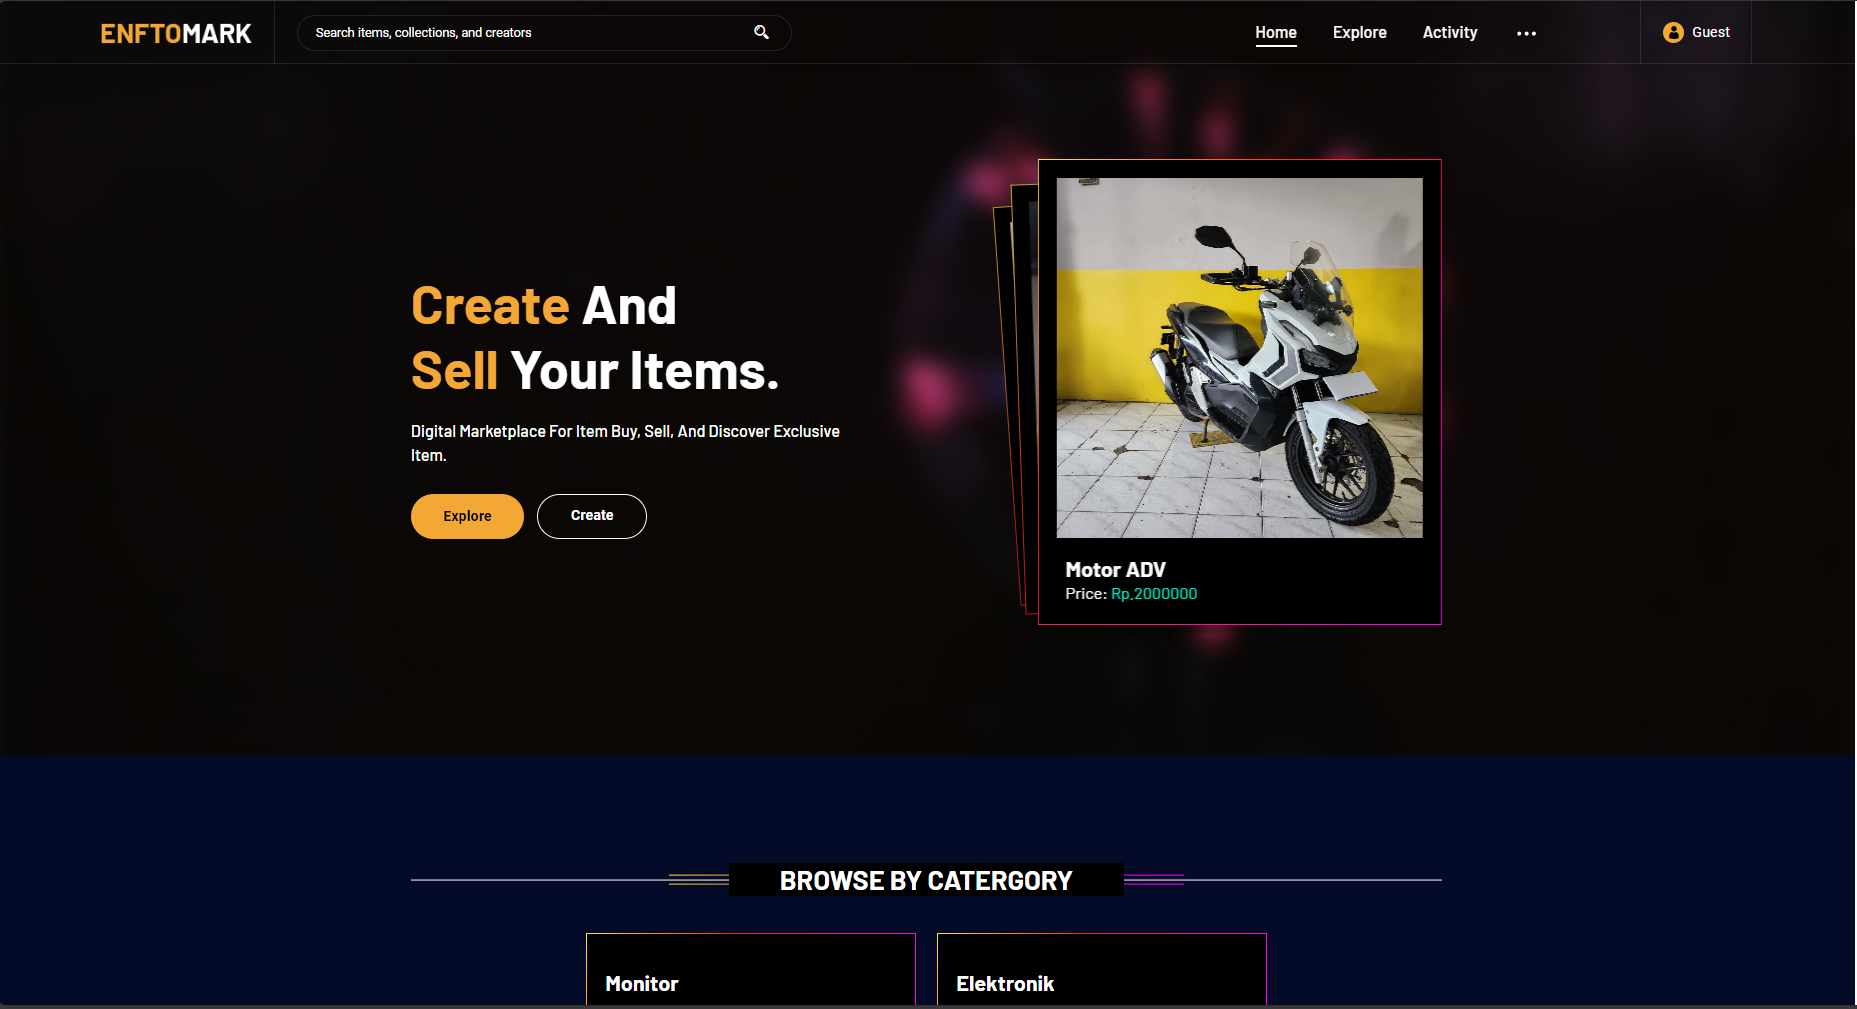 ENFTOMARK
Search items, collections, and creators
Home
Explore
Activity
Guest
Create And
Sell Your Items.
Digital Marketplace For Item Buy, Sell, And Discover Exclusive
Item.
Explore
Create
Motor ADV
Price: Rp.2000000
BROWSE BY CATERGORY
Monitor
Elektronik